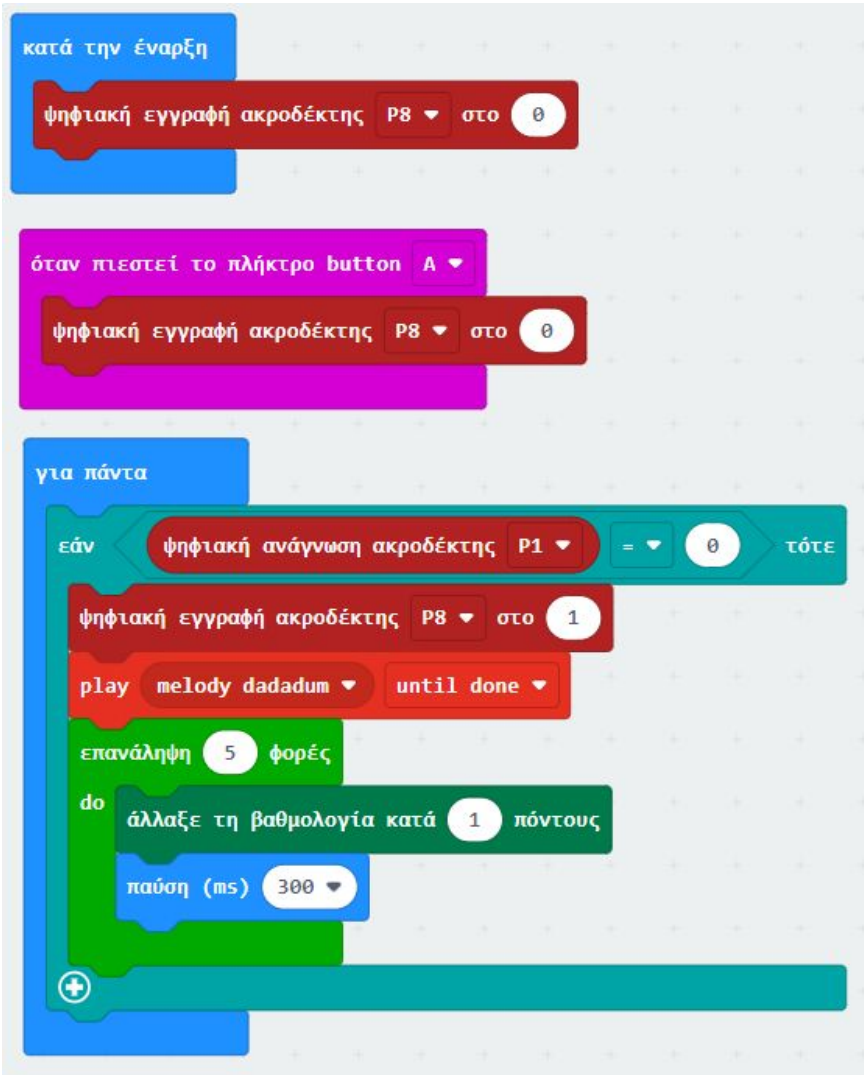 κατά την έναρξη
ψηφιακή εγγραφή ακροδέκτης P8 στο 0
όταν πιεστεί το πλήκτρο button A
ψηφιακή εγγραφή ακροδέκτης P8 στο 0
για πάντα
εάν ψηφιακή ανάγνωση ακροδέκτης P1 = 0 τότε
ψηφιακή εγγραφή ακροδέκτης P8 στο 1
play melody dadadum until done
επανάληψη 5 φορές
do
άλλαξε τη βαθμολογία κατά 1 πόντους
παύση (ms) 300